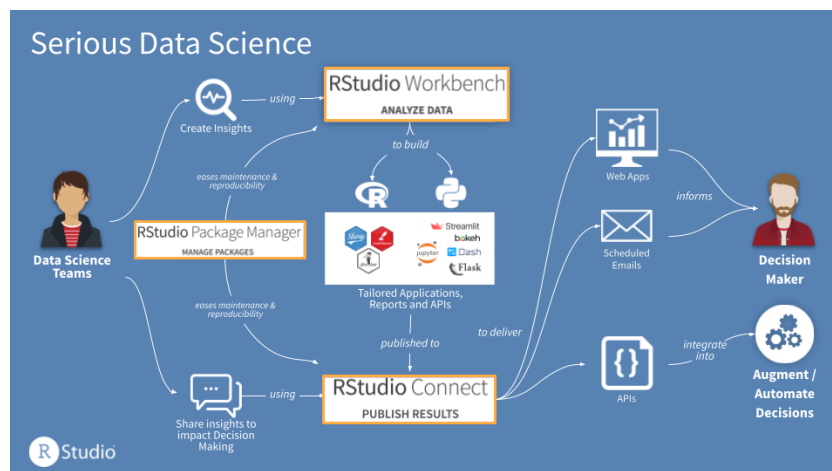 Serious Data Science
Create Insights
using
RStudio Workbench
ANALYZE DATA
to build
eases maintenance &
reproducibility
Data Science
Teams
RStudio Package Manager
MANAGE PACKAGES
R
Shiny
Streamlit
bokeh
jupyter
Dash
Flask
Tailored Applications,
Reports and APIs
eases maintenance &
reproducibility
published to
to deliver
Share insights to
impact Decision
Making
using
RStudio Connect
PUBLISH RESULTS
Web Apps
informs
Scheduled
Emails
Decision
Maker
{}
APIs
integrate
into
Augment /
Automate
Decisions
R Studio